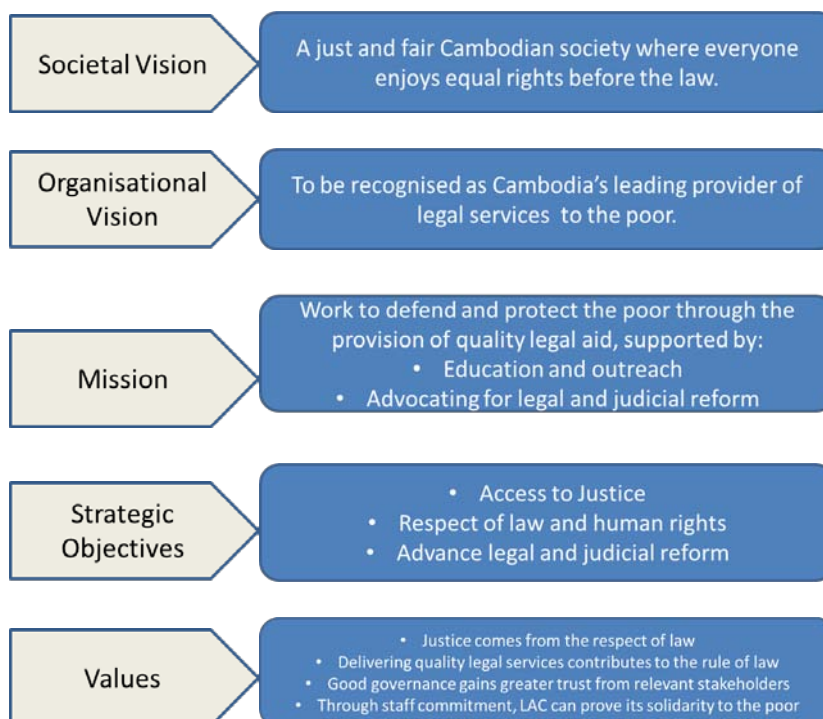 Societal Vision
A just and fair Cambodian society where everyone
enjoys equal rights before the law.
Organisational
Vision
To be recognised as Cambodia's leading provider of
legal services to the poor.
Mission
Work to defend and protect the poor through the
provision of quality legal aid, supported by:
• Education and outreach
• Advocating for legal and judicial reform
Strategic
Objectives
• Access to Justice
• Respect of law and human rights
• Advance legal and judicial reform
Values
• Justice comes from the respect of law
• Delivering quality legal services contributes to the rule of law
• Good governance gains greater trust from relevant stakeholders
• Through staff commitment, LAC can prove its solidarity to the poor